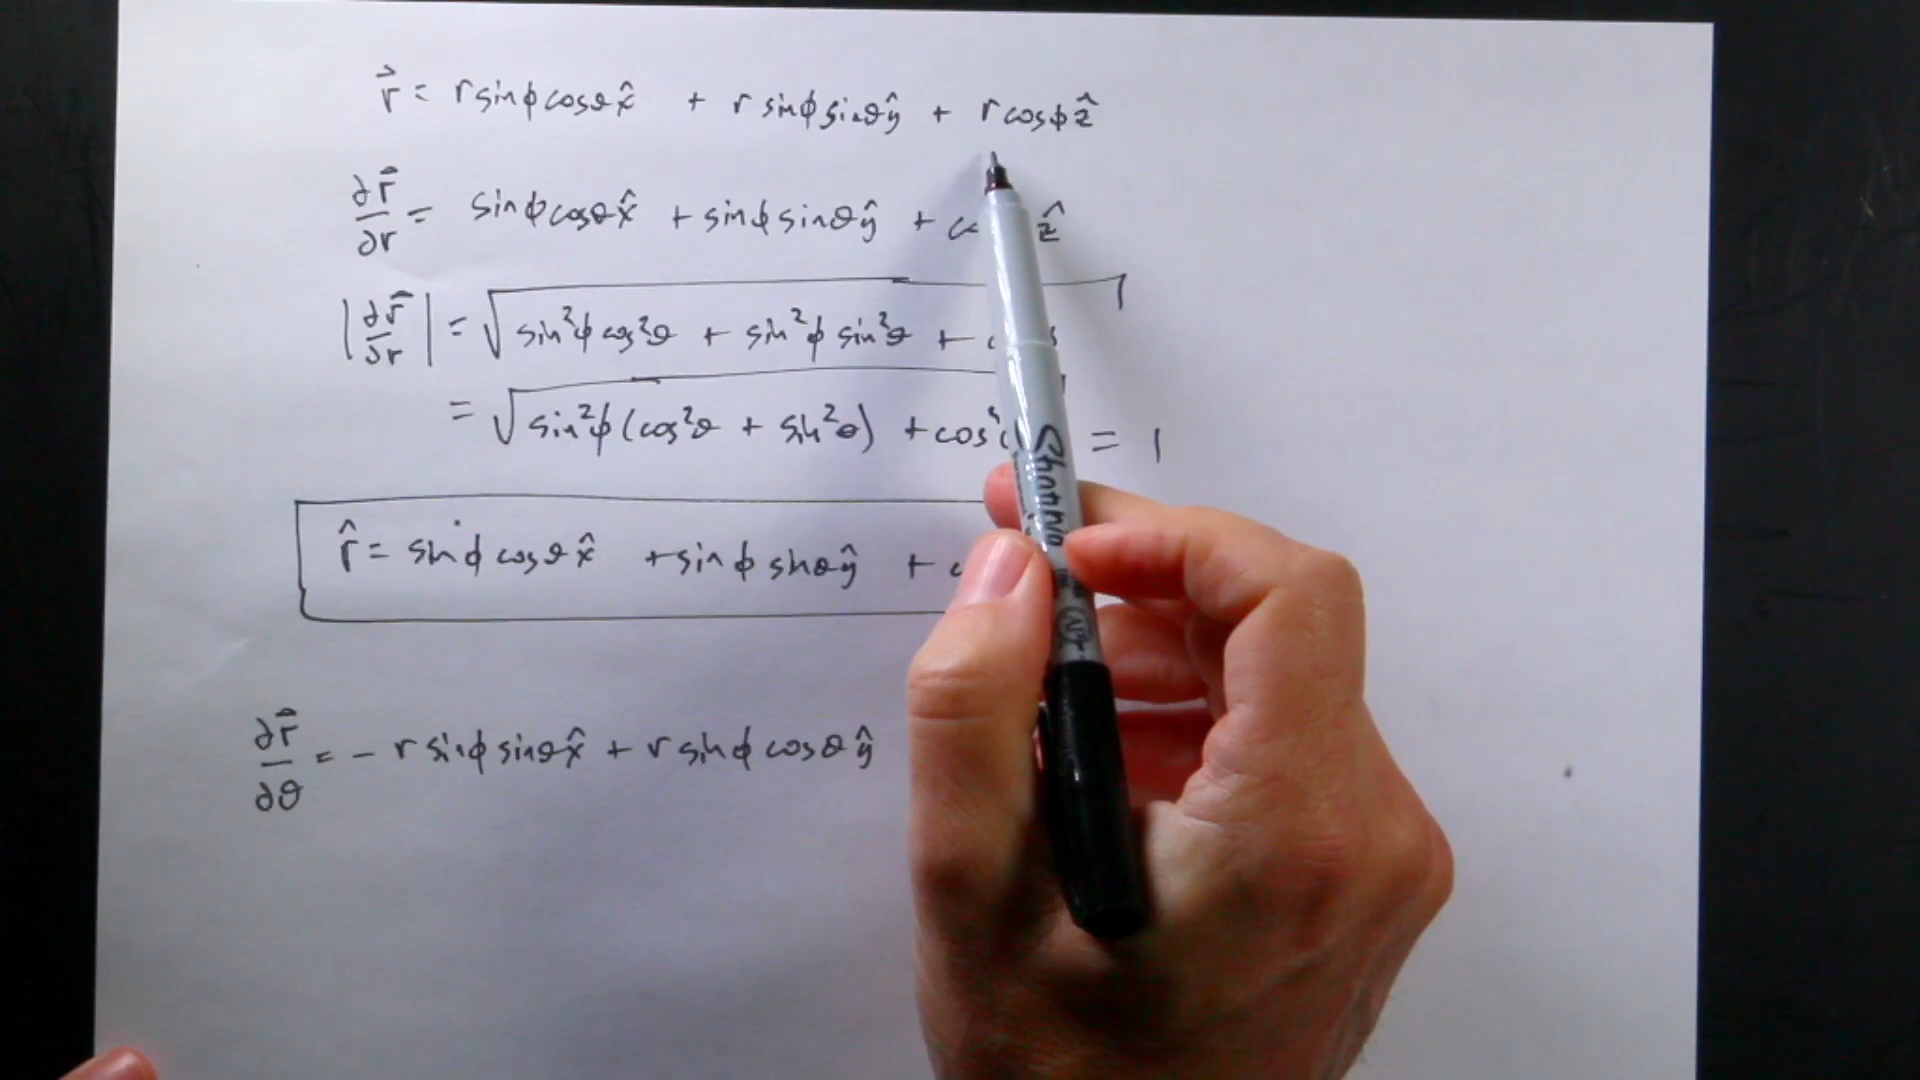 r⃗ = r sinϕ cosθ x̂ + r sinϕ sinθ ŷ + r cosϕ ẑ
∂r⃗/∂r = sinϕ cosθ x̂ + sinϕ sinθ ŷ + ẑ
|∂r⃗/∂r| = √(sin²ϕ cos²θ + sin²ϕ sin²θ +
= √(sin²ϕ (cos²θ + sin²θ) + cos² = 1
r̂ = sinϕ cosθ x̂ + sinϕ sinθ ŷ +
∂r⃗/∂θ = - r sinϕ sinθ x̂ + r sinϕ cosθ ŷ
Sharpie